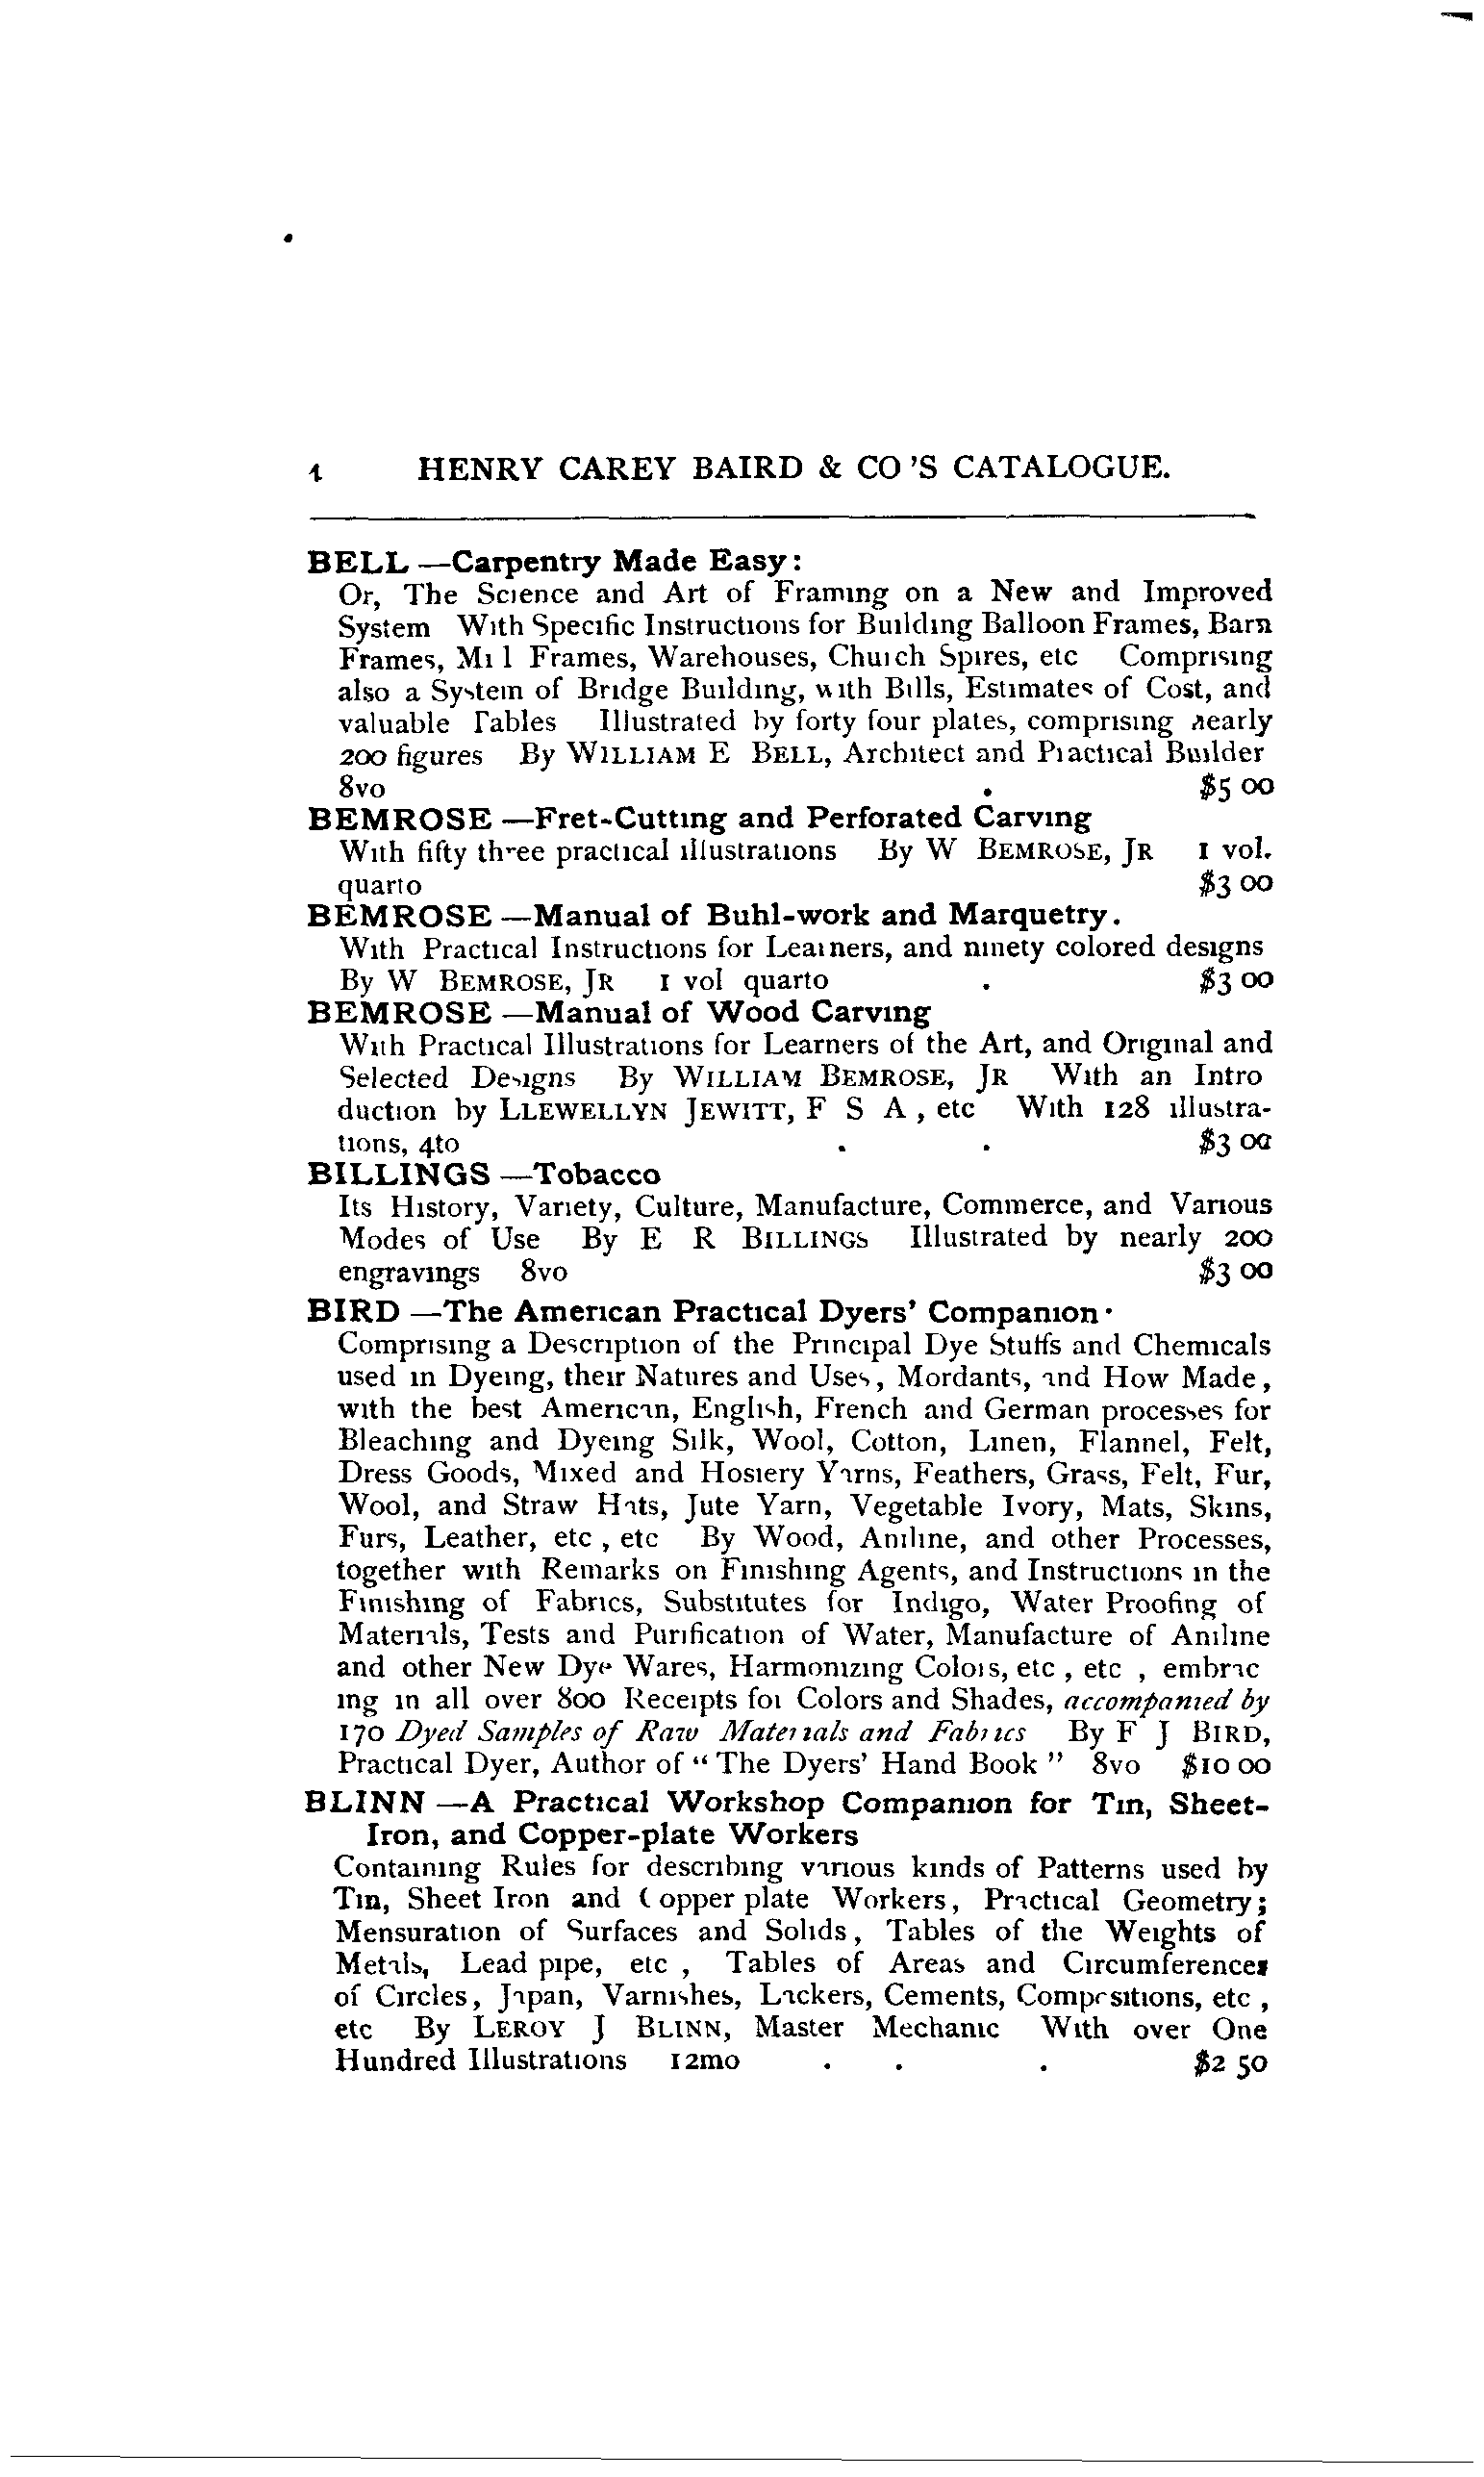 4 HENRY CAREY BAIRD & CO 'S CATALOGUE.
BELL —Carpentry Made Easy:
Or, The Science and Art of Framing on a New and Improved
System With Specific Instructions for Building Balloon Frames, Barn
Frames, Mi l Frames, Warehouses, Church Spires, etc Comprising
also a System of Bridge Building, with Bills, Estimates of Cost, and
valuable Tables Illustrated by forty four plates, comprising nearly
200 figures By WILLIAM E BELL, Architect and Practical Builder
8vo . $5 00
BEMROSE —Fret-Cutting and Perforated Carving
With fifty three practical illustrations By W BEMROSE, JR 1 vol.
quarto $3 00
BEMROSE —Manual of Buhl-work and Marquetry.
With Practical Instructions for Learners, and ninety colored designs
By W BEMROSE, JR 1 vol quarto . $3 00
BEMROSE —Manual of Wood Carving
With Practical Illustrations for Learners of the Art, and Original and
Selected Designs By WILLIAM BEMROSE, JR With an Intro
duction by LLEWELLYN JEWITT, F S A , etc With 128 illustra-
tions, 4to . . $3 00
BILLINGS —Tobacco
Its History, Variety, Culture, Manufacture, Commerce, and Various
Modes of Use By E R BILLINGS Illustrated by nearly 200
engravings 8vo $3 00
BIRD —The American Practical Dyers' Companion ·
Comprising a Description of the Principal Dye Stuffs and Chemicals
used in Dyeing, their Natures and Uses , Mordants, and How Made ,
with the best American, English, French and German processes for
Bleaching and Dyeing Silk, Wool, Cotton, Linen, Flannel, Felt,
Dress Goods, Mixed and Hosiery Yarns, Feathers, Grass, Felt, Fur,
Wool, and Straw Hats, Jute Yarn, Vegetable Ivory, Mats, Skins,
Furs, Leather, etc , etc By Wood, Aniline, and other Processes,
together with Remarks on Finishing Agents, and Instructions in the
Finishing of Fabrics, Substitutes for Indigo, Water Proofing of
Materials, Tests and Purification of Water, Manufacture of Aniline
and other New Dye Wares, Harmonizing Colors, etc , etc , embrac
ing in all over 800 Receipts for Colors and Shades, accompanied by
170 Dyed Samples of Raw Materials and Fabrics By F J BIRD,
Practical Dyer, Author of "The Dyers' Hand Book " 8vo $10 00
BLINN —A Practical Workshop Companion for Tin, Sheet-
Iron, and Copper-plate Workers
Containing Rules for describing various kinds of Patterns used by
Tin, Sheet Iron and Copper plate Workers , Practical Geometry;
Mensuration of Surfaces and Solids , Tables of the Weights of
Metals, Lead pipe, etc , Tables of Areas and Circumferences
of Circles , Japan, Varnishes, Lackers, Cements, Compositions, etc ,
etc By LEROY J BLINN, Master Mechanic With over One
Hundred Illustrations 12mo . . . $2 50